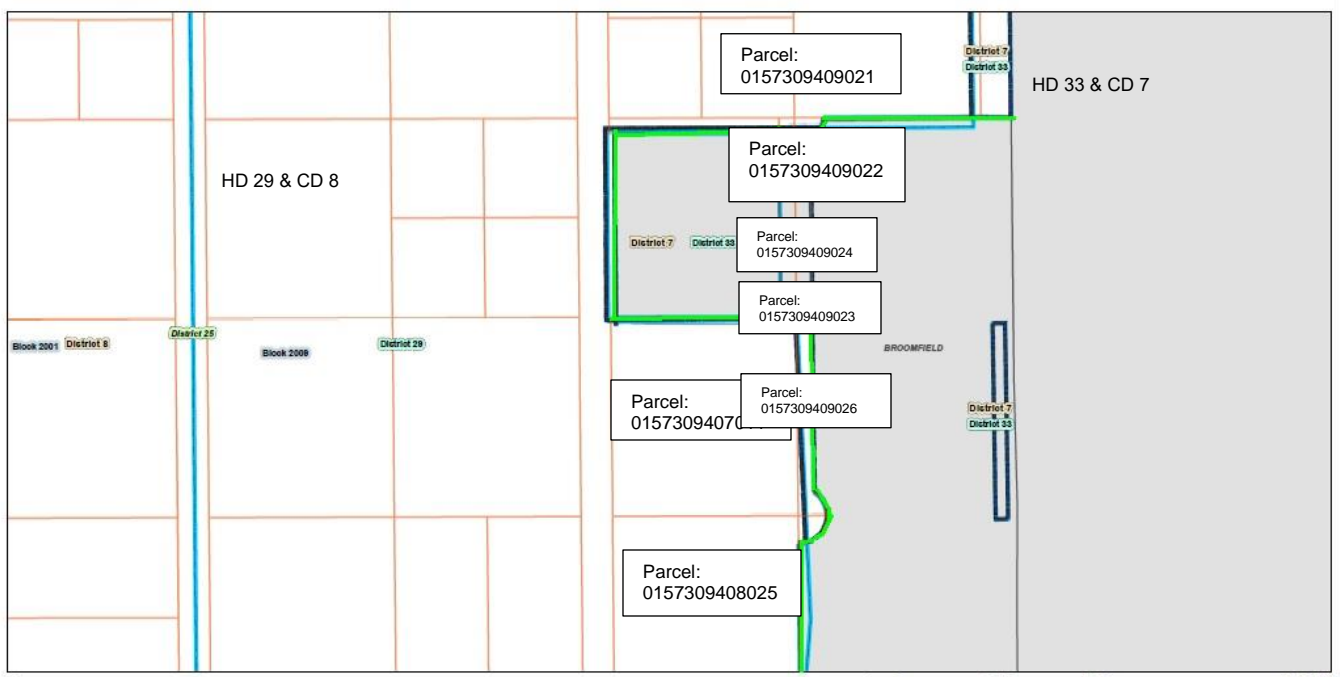 District 7
District 33
Parcel:
0157309409021
HD 33 & CD 7
Parcel:
0157309409022
HD 29 & CD 8
District 7
District 33
Parcel:
0157309409024
Parcel:
0157309409023
District 25
Block 2001
District 8
Block 2009
District 29
BROOMFIELD
Parcel:
Parcel:
0157309409026
District 7
District 33
Parcel:
0157309408025